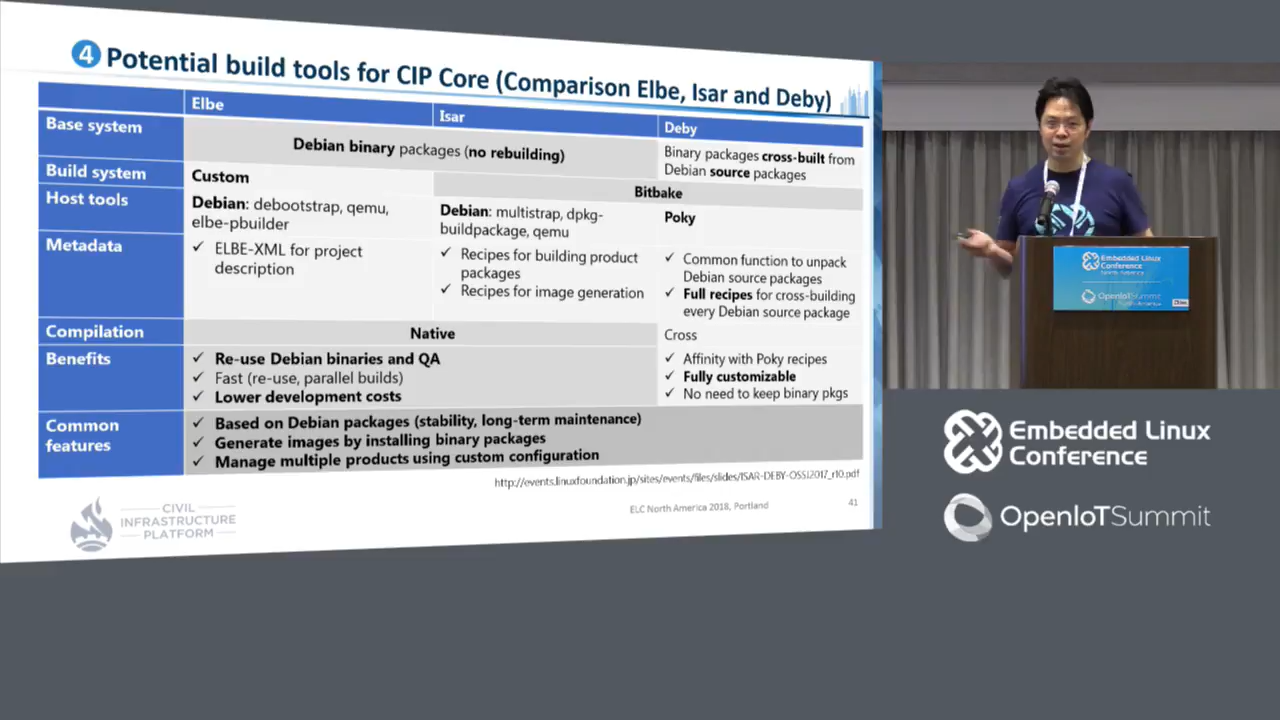 4 Potential build tools for CIP Core (Comparison Elbe, Isar and Deby)
Elbe
Isar
Deby
Base system
Debian binary packages (no rebuilding)
Binary packages cross-built from
Debian source packages
Build system
Custom
Bitbake
Host tools
Debian: debootstrap, qemu,
elbe-pbuilder
Debian: multistrap, dpkg-
buildpackage, qemu
Poky
Metadata
✓ ELBE-XML for project
description
✓ Recipes for building product
packages
✓ Recipes for image generation
✓ Common function to unpack
Debian source packages
✓ Full recipes for cross-building
every Debian source package
Compilation
Native
Cross
Benefits
✓ Re-use Debian binaries and QA
✓ Fast (re-use, parallel builds)
✓ Lower development costs
✓ Affinity with Poky recipes
✓ Fully customizable
✓ No need to keep binary pkgs
Common
features
✓ Based on Debian packages (stability, long-term maintenance)
✓ Generate images by installing binary packages
✓ Manage multiple products using custom configuration
http://events.linuxfoundation.jp/sites/events/files/slides/ISAR-DEBY-OSSJ2017_r10.pdf
CIVIL
INFRASTRUCTURE
PLATFORM
ELC North America 2018, Portland
41
Embedded Linux
Conference
OpenIoTSummit
Embedded Linux
Conference
OpenIoTSummit